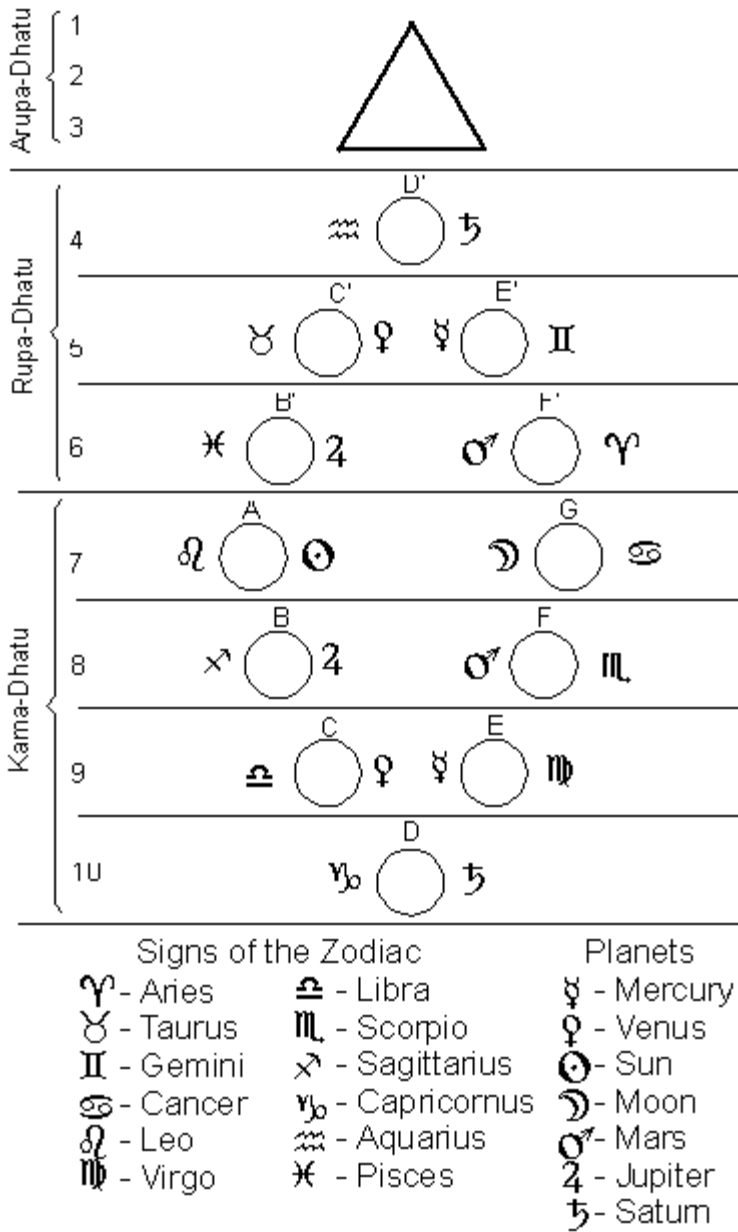 Arupa-Dhatu
1
2
3
Rupa-Dhatu
D'
4 ♒ ♄
C' E'
5 ♉ ♀ ☿ ♊
B' F'
6 ♓ ♃ ♂ ♈
Kama-Dhatu
A G
7 ♌ ☉ ☽ ♋
B F
8 ♐ ♃ ♂ ♏
C E
9 ♎ ♀ ☿ ♍
D
10 ♑ ♄
Signs of the Zodiac Planets
♈ - Aries ♎ - Libra ☿ - Mercury
♉ - Taurus ♏ - Scorpio ♀ - Venus
♊ - Gemini ♐ - Sagittarius ☉ - Sun
♋ - Cancer ♑ - Capricornus ☽ - Moon
♌ - Leo ♒ - Aquarius ♂ - Mars
♍ - Virgo ♓ - Pisces ♃ - Jupiter
♄ - Saturn